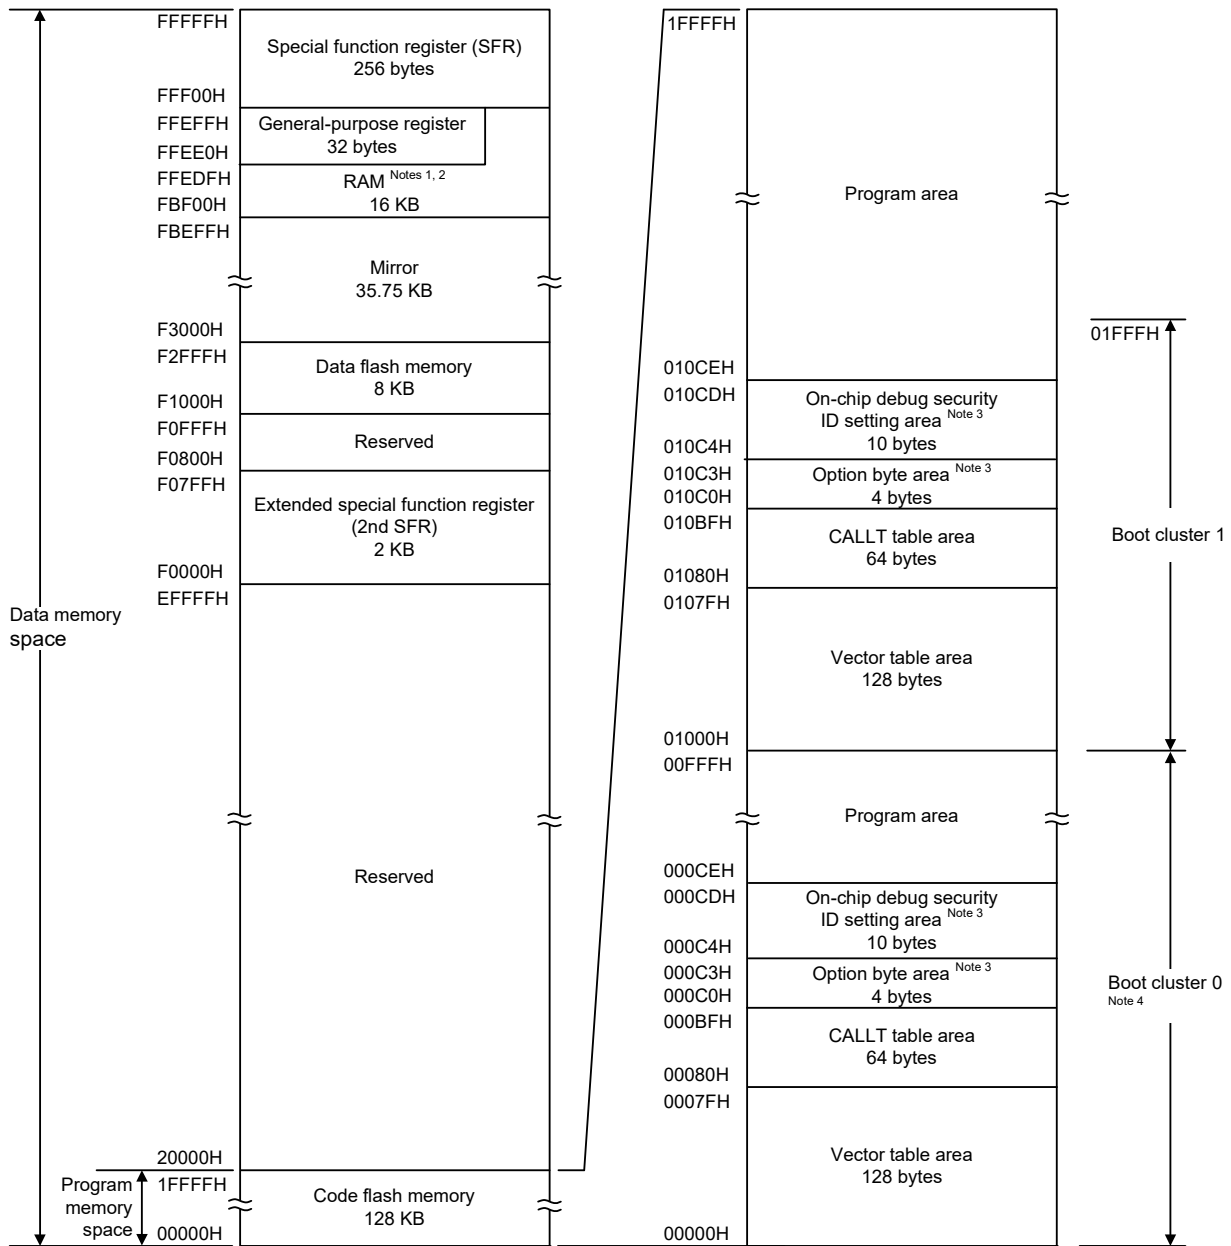 FFFFFH
Special function register (SFR)
256 bytes
FFF00H
FFEFFH
General-purpose register
32 bytes
FFEE0H
FFEDFH
RAM Notes 1, 2
16 KB
FBF00H
FBEFFH
Mirror
35.75 KB
F3000H
F2FFFH
Data flash memory
8 KB
F1000H
F0FFFH
Reserved
F0800H
F07FFH
Extended special function register
(2nd SFR)
2 KB
F0000H
EFFFFH
Data memory
space
Reserved
20000H
1FFFFH
Program
memory
space
Code flash memory
128 KB
00000H
1FFFFH
Program area
01FFFH
010CEH
010CDH
On-chip debug security
ID setting area Note 3
10 bytes
010C4H
010C3H
Option byte area Note 3
4 bytes
010C0H
010BFH
CALLT table area
64 bytes
01080H
0107FH
Boot cluster 1
Vector table area
128 bytes
01000H
00FFFH
Program area
000CEH
000CDH
On-chip debug security
ID setting area Note 3
10 bytes
000C4H
000C3H
Option byte area Note 3
4 bytes
000C0H
000BFH
Boot cluster 0
Note 4
CALLT table area
64 bytes
00080H
0007FH
Vector table area
128 bytes
00000H